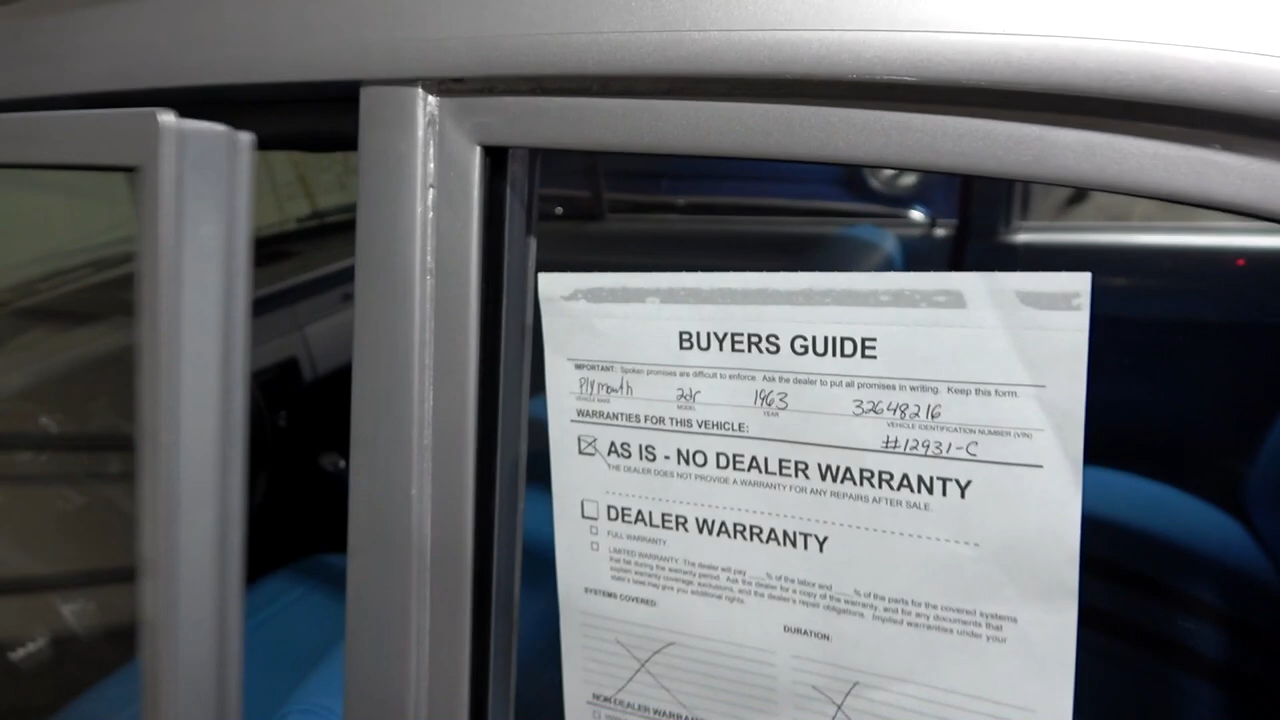 BUYERS GUIDE
IMPORTANT: Spoken promises are difficult to enforce. Ask the dealer to put all promises in writing. Keep this form.
Plymouth 2dr 1963 32648216
VEHICLE MAKE MODEL YEAR VEHICLE IDENTIFICATION NUMBER (VIN)
WARRANTIES FOR THIS VEHICLE: #12931-C
AS IS - NO DEALER WARRANTY
THE DEALER DOES NOT PROVIDE A WARRANTY FOR ANY REPAIRS AFTER SALE.
DEALER WARRANTY
FULL WARRANTY
LIMITED WARRANTY: The dealer will pay ____% of the labor and ____% of the parts for the covered systems
that fail during the warranty period. Ask the dealer for a copy of the warranty, and for any documents that
explain warranty coverage, exclusions, and the dealer's repair obligations. Implied warranties under your
state's laws may give you additional rights.
SYSTEMS COVERED: DURATION:
NON DEALER WARRAN